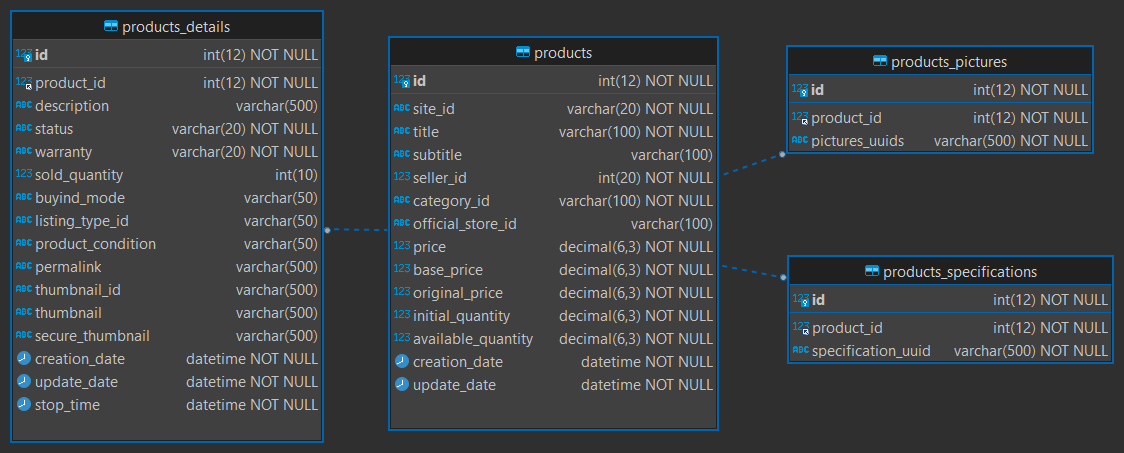 products_details
id int(12) NOT NULL
product_id int(12) NOT NULL
description varchar(500)
status varchar(20) NOT NULL
warranty varchar(20) NOT NULL
sold_quantity int(10)
buyind_mode varchar(50)
listing_type_id varchar(50)
product_condition varchar(50)
permalink varchar(500)
thumbnail_id varchar(500)
thumbnail varchar(500)
secure_thumbnail varchar(500)
creation_date datetime NOT NULL
update_date datetime NOT NULL
stop_time datetime NOT NULL
products
id int(12) NOT NULL
site_id varchar(20) NOT NULL
title varchar(100) NOT NULL
subtitle varchar(100)
seller_id int(20) NOT NULL
category_id varchar(100) NOT NULL
official_store_id varchar(100)
price decimal(6,3) NOT NULL
base_price decimal(6,3) NOT NULL
original_price decimal(6,3) NOT NULL
initial_quantity decimal(6,3) NOT NULL
available_quantity decimal(6,3) NOT NULL
creation_date datetime NOT NULL
update_date datetime NOT NULL
products_pictures
id int(12) NOT NULL
product_id int(12) NOT NULL
pictures_uuids varchar(500) NOT NULL
products_specifications
id int(12) NOT NULL
product_id int(12) NOT NULL
specification_uuid varchar(500) NOT NULL